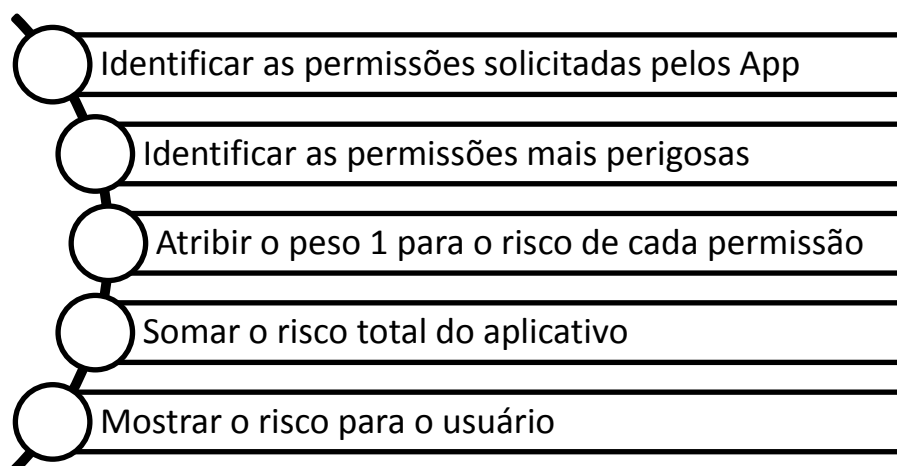 Identificar as permissões solicitadas pelos App
Identificar as permissões mais perigosas
Atribir o peso 1 para o risco de cada permissão
Somar o risco total do aplicativo
Mostrar o risco para o usuário